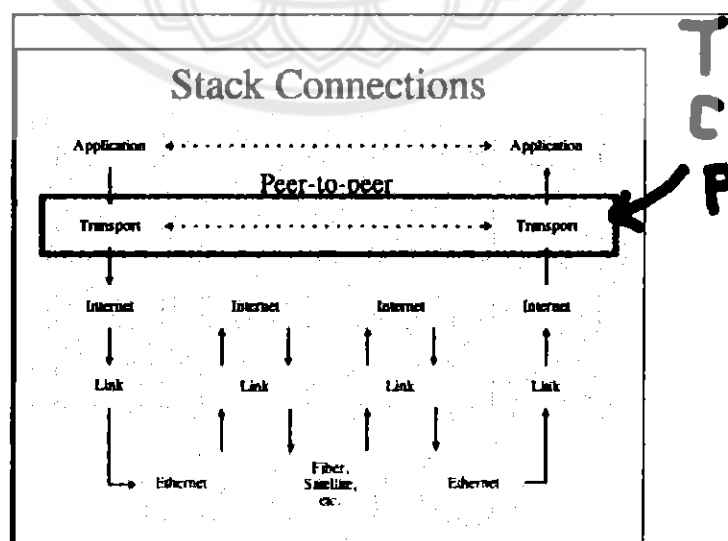 Stack Connections
Application Application
Peer-to-peer
Transport Transport
Internet Internet Internet Internet
Link Link Link Link
Ethernet Fiber, Satellite, etc. Ethernet
T
C
P